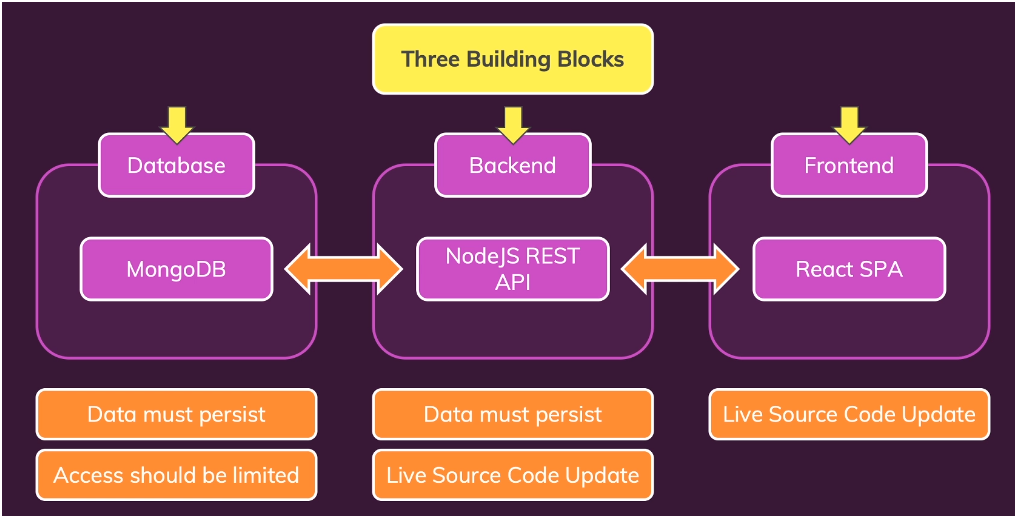 Three Building Blocks
Database
Backend
Frontend
MongoDB
NodeJS REST
API
React SPA
Data must persist
Data must persist
Live Source Code Update
Access should be limited
Live Source Code Update